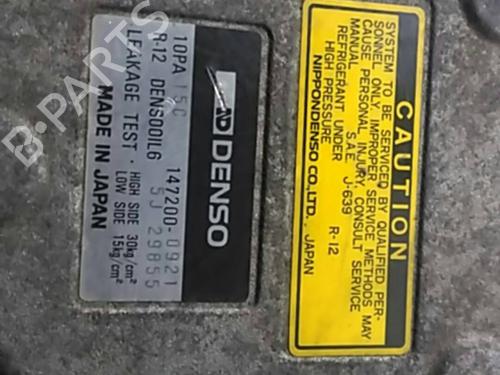 ND DENSO
10PA15C 147200-0921
R-12 DENSOOIL6 5J 29855
LEAKAGE TEST · HIGH SIDE 30kg/cm²
LOW SIDE 15kg/cm²
MADE IN JAPAN
CAUTION
SYSTEM TO BE SERVICED BY QUALIFIED PER-
SONNEL ONLY. IMPROPER SERVICE METHODS MAY
CAUSE PERSONAL INJURY, CONSULT SERVICE
MANUAL S.A.E. J-639
REFRIGERANT UNDER R-12
HIGH PRESSURE
NIPPONDENSO CO., LTD., JAPAN
B-PARTS